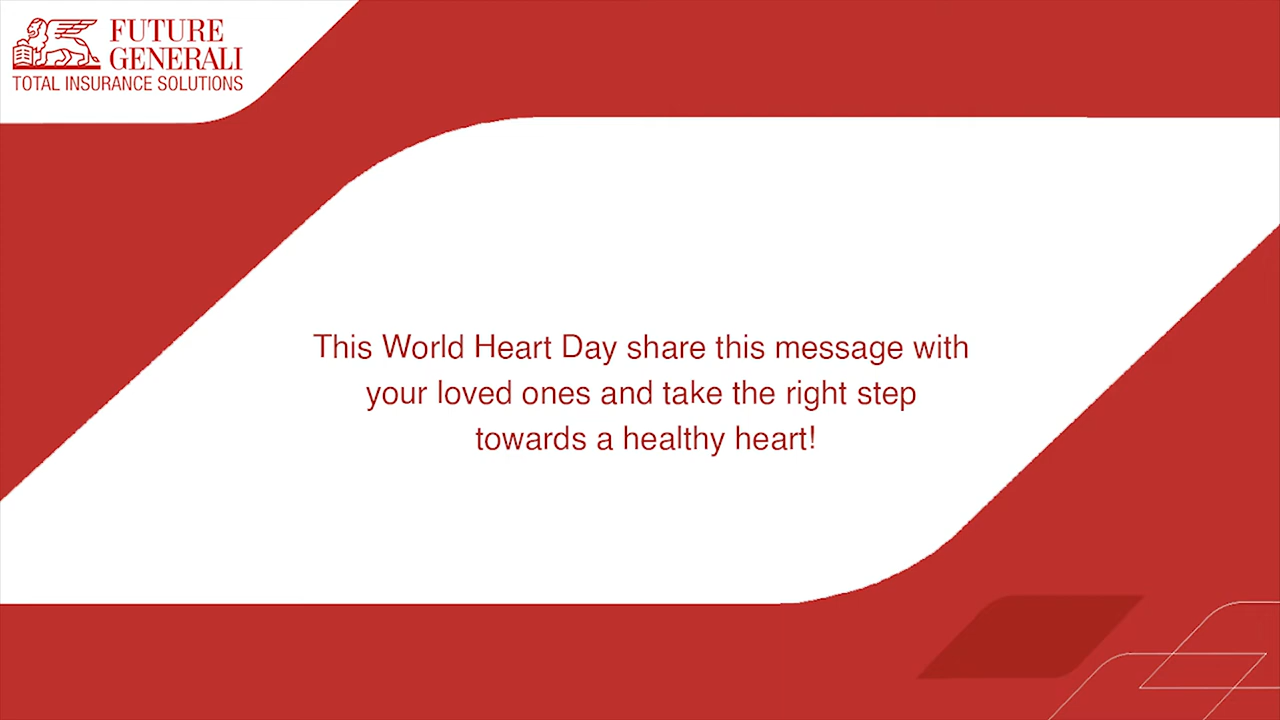 FUTURE
GENERALI
TOTAL INSURANCE SOLUTIONS
This World Heart Day share this message with
your loved ones and take the right step
towards a healthy heart!